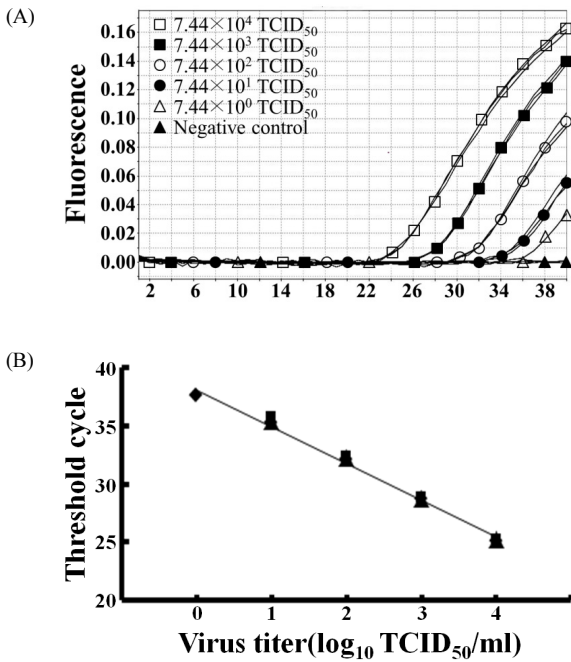 (A)
Fluorescence
0.16
0.14
0.12
0.10
0.08
0.06
0.04
0.02
0.00
7.44×10⁴ TCID₅₀
7.44×10³ TCID₅₀
7.44×10² TCID₅₀
7.44×10¹ TCID₅₀
7.44×10⁰ TCID₅₀
Negative control
2 6 10 14 18 22 26 30 34 38
(B)
Threshold cycle
40
35
30
25
20
0 1 2 3 4
Virus titer(log₁₀ TCID₅₀/ml)